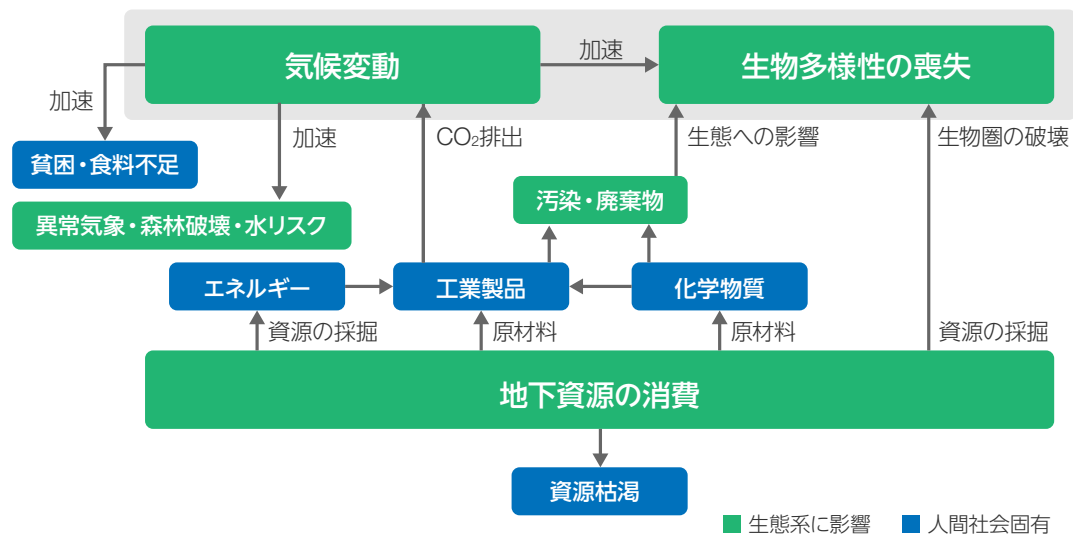 気候変動
加速
生物多様性の喪失
加速
加速
CO₂排出
生態への影響
生物圏の破壊
貧困・食料不足
汚染・廃棄物
異常気象・森林破壊・水リスク
エネルギー
工業製品
化学物質
資源の採掘
原材料
原材料
資源の採掘
地下資源の消費
資源枯渇
生態系に影響
人間社会固有